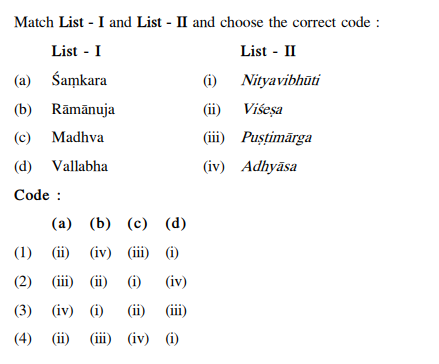 Match List - I and List - II and choose the correct code :
List - I List - II
(a) Śaṃkara (i) Nityavibhūti
(b) Rāmānuja (ii) Viśeṣa
(c) Madhva (iii) Puṣṭimārga
(d) Vallabha (iv) Adhyāsa
Code :
(a) (b) (c) (d)
(1) (ii) (iv) (iii) (i)
(2) (iii) (ii) (i) (iv)
(3) (iv) (i) (ii) (iii)
(4) (ii) (iii) (iv) (i)